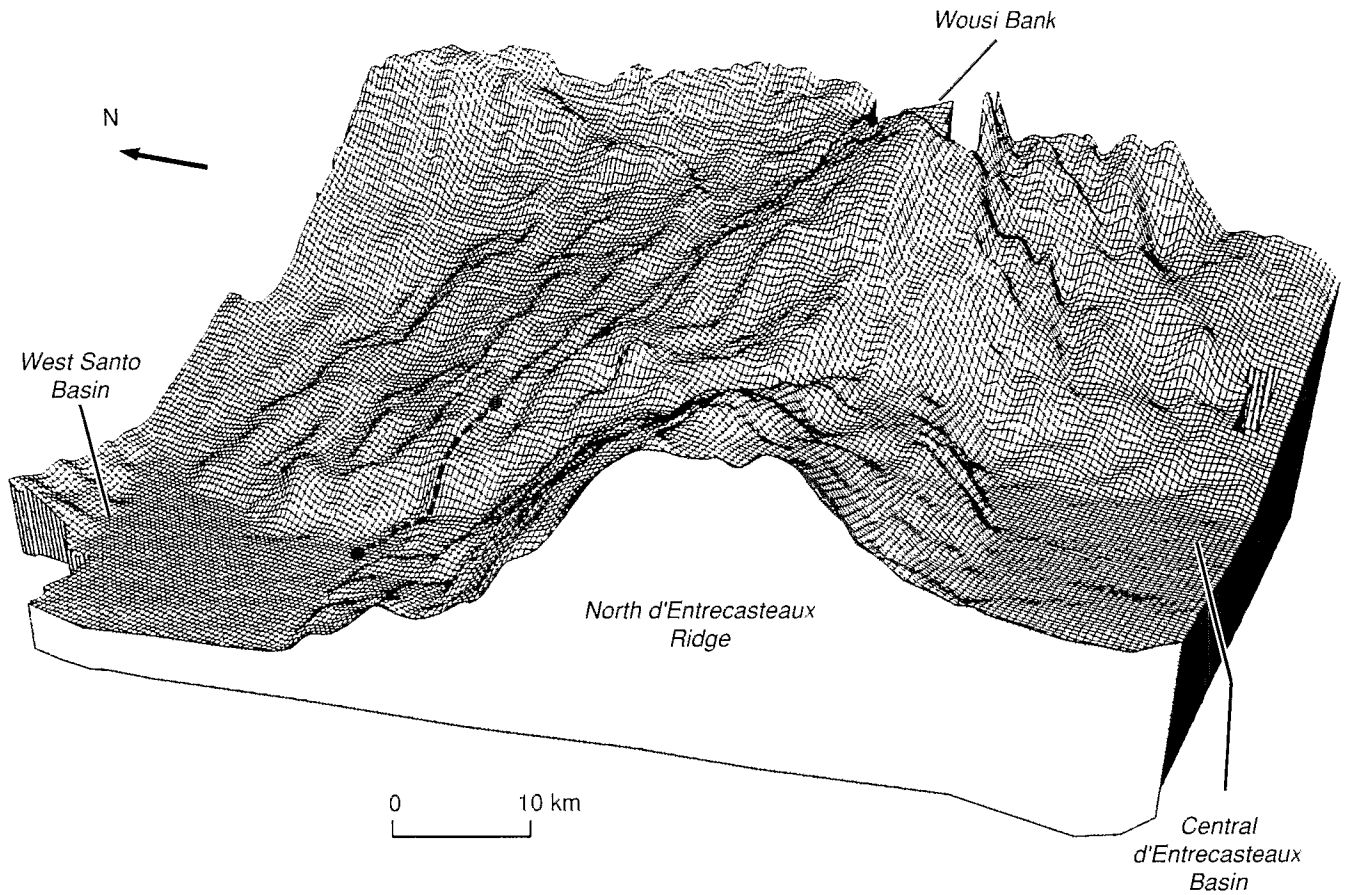 Wousi Bank
N
West Santo
Basin
North d'Entrecasteaux
Ridge
0 10 km
Central
d'Entrecasteaux
Basin